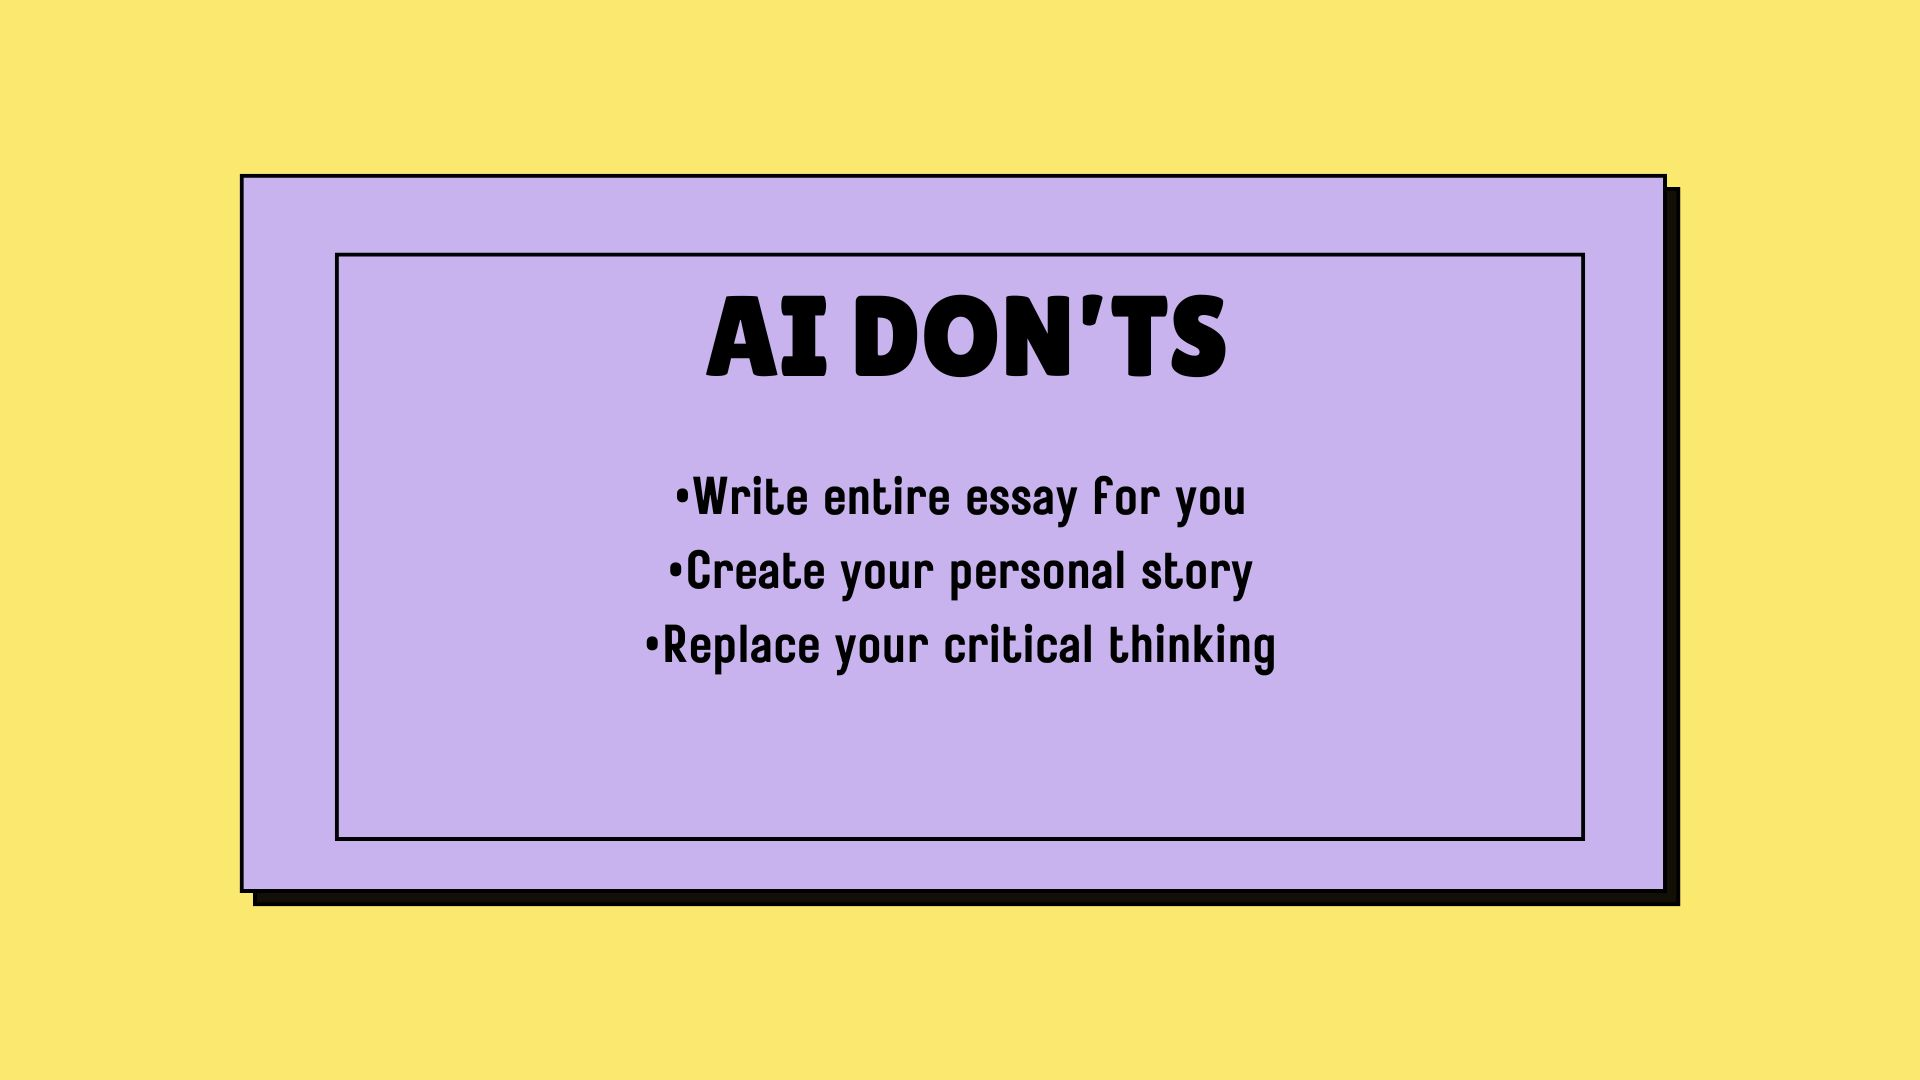 AI DON'TS
•Write entire essay for you
•Create your personal story
•Replace your critical thinking